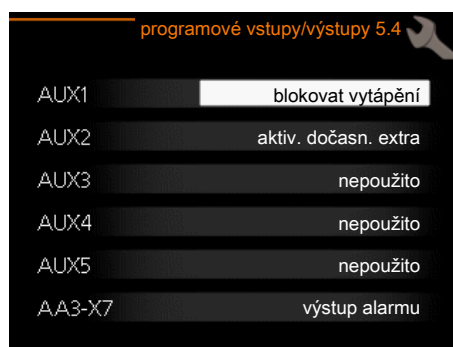 programové vstupy/výstupy 5.4
AUX1 blokovat vytápění
AUX2 aktiv. dočasn. extra
AUX3 nepoužito
AUX4 nepoužito
AUX5 nepoužito
AA3-X7 výstup alarmu